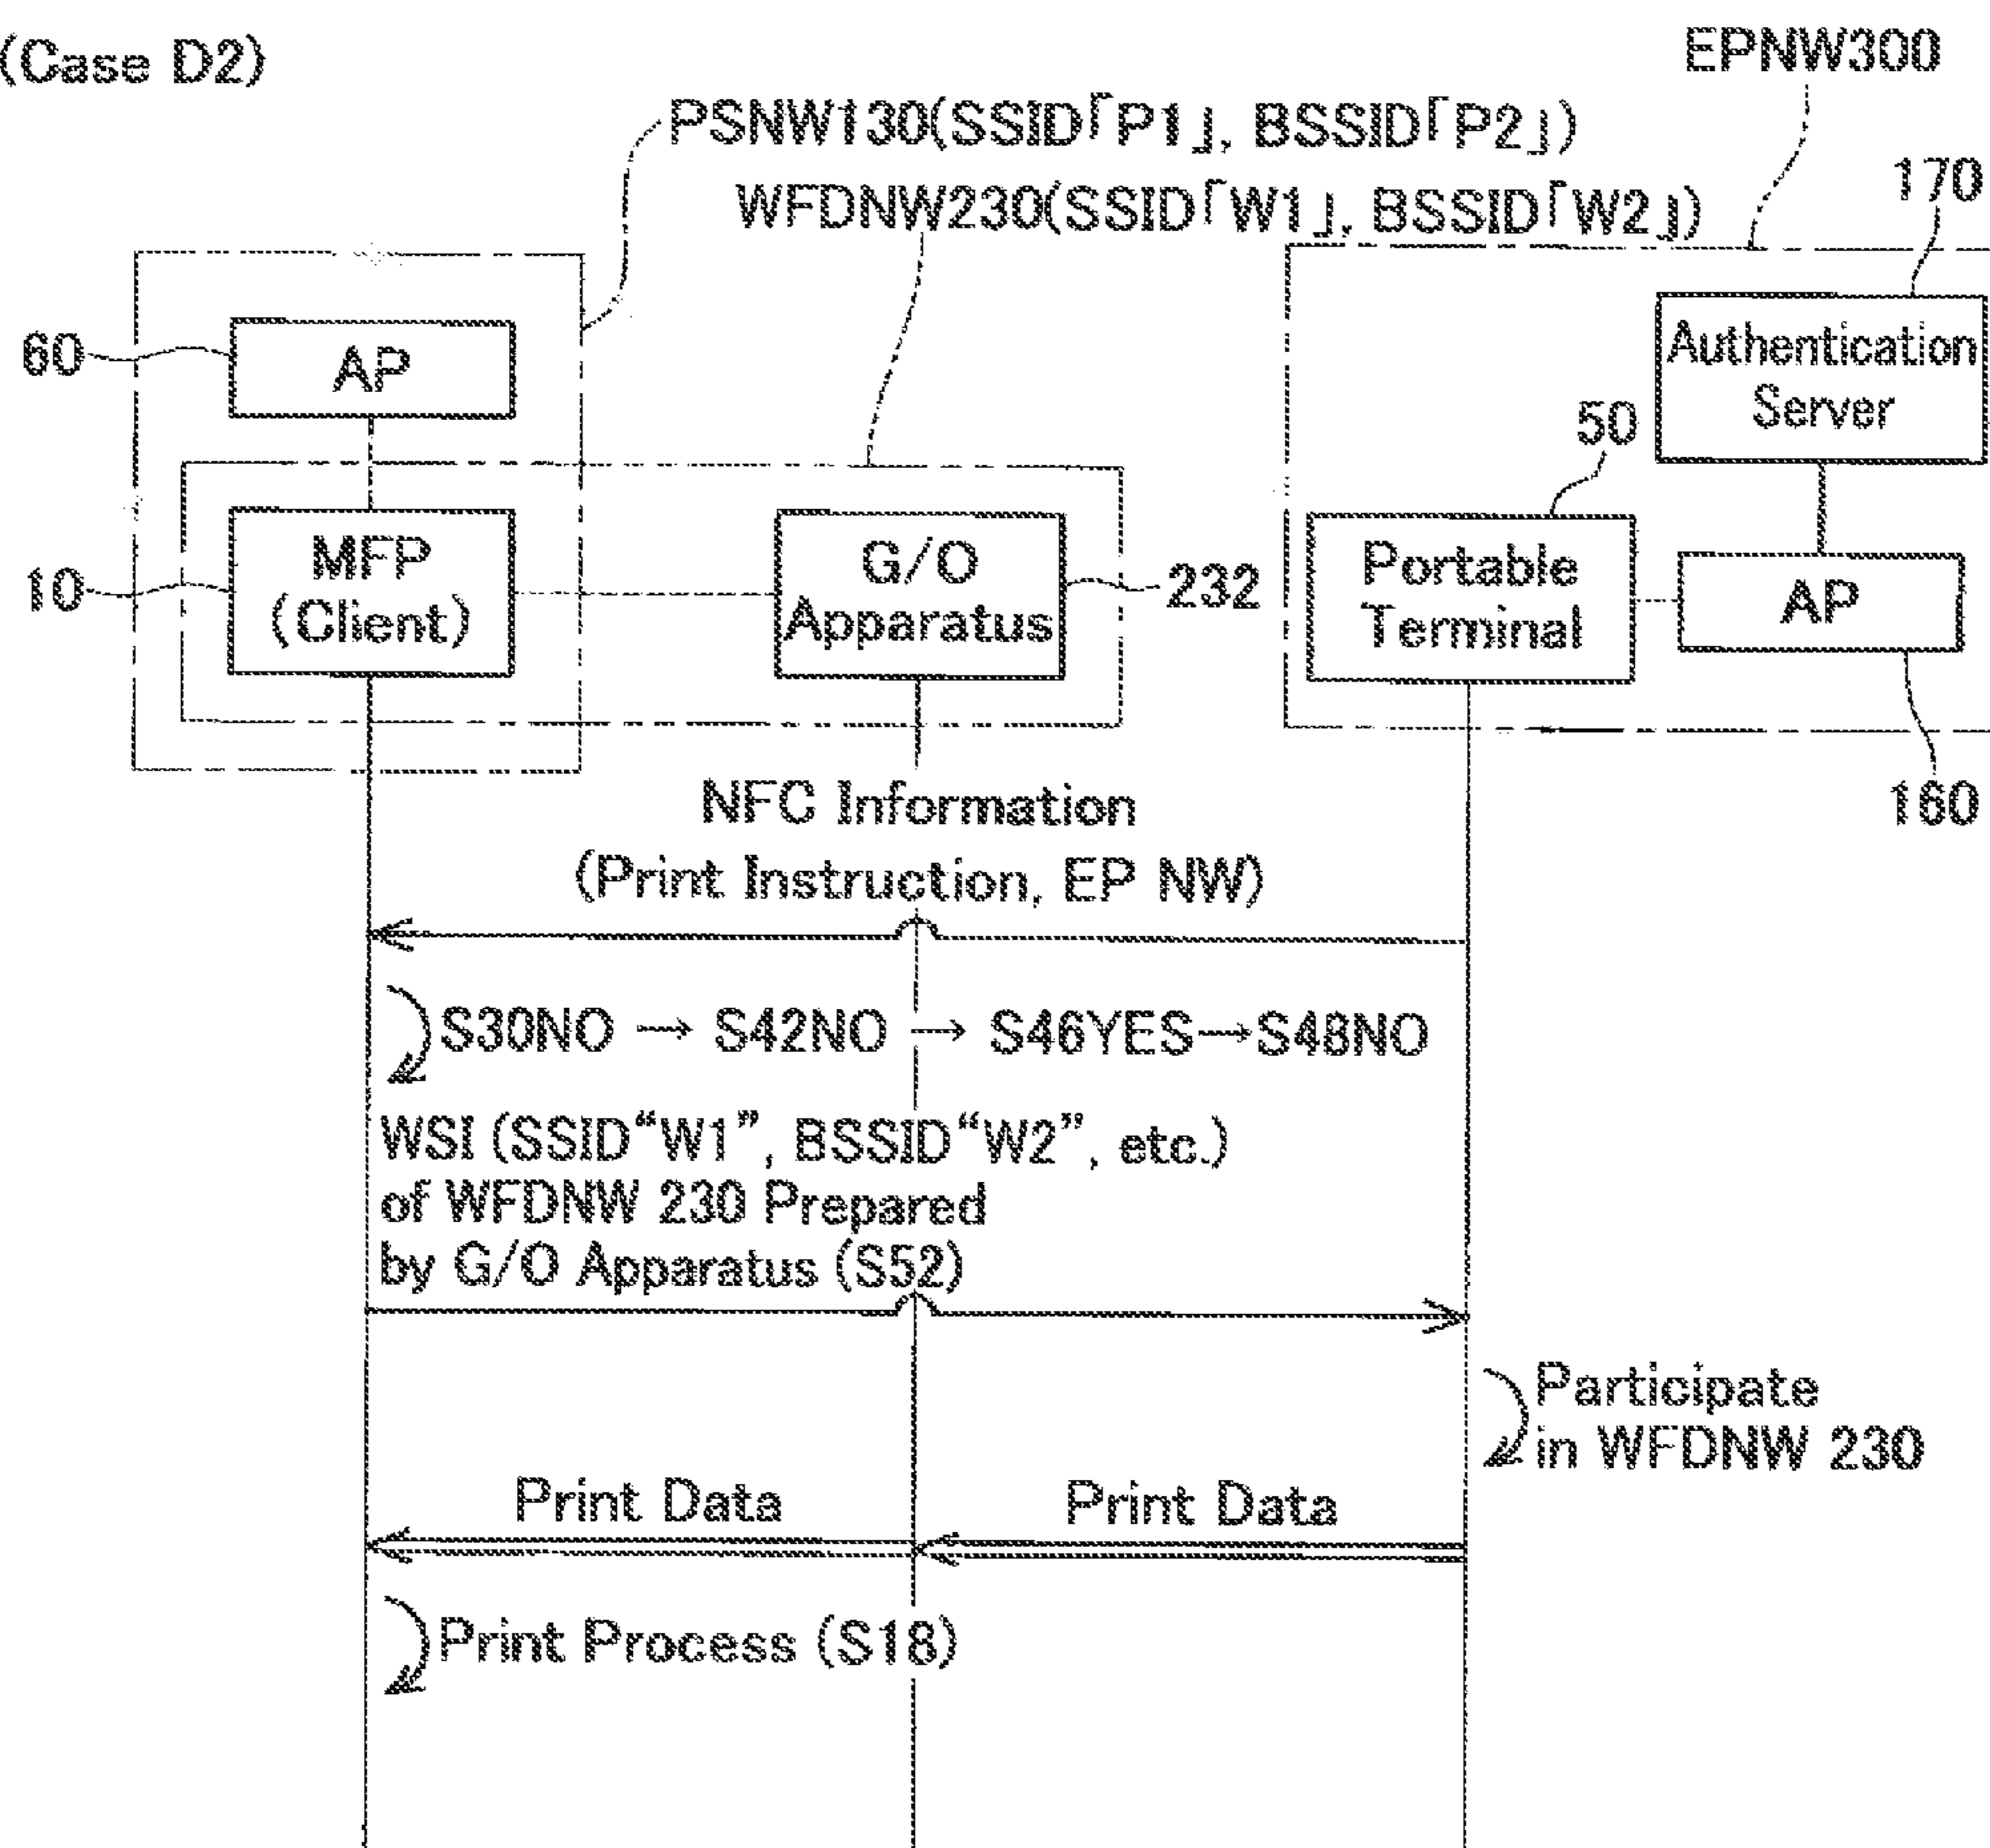 (Case D2)
EPNW300
PSNW130(SSID「P1」, BSSID「P2」)
WFDNW230(SSID「W1」, BSSID「W2」)
170
60
AP
Authentication
Server
50
10
MFP
(Client)
G/O
Apparatus
232
Portable
Terminal
AP
160
NFC Information
(Print Instruction, EP NW)
S30NO → S42NO → S46YES→S48NO
WSI (SSID“W1”, BSSID“W2”, etc.)
of WFDNW 230 Prepared
by G/O Apparatus (S52)
Participate
in WFDNW 230
Print Data
Print Data
Print Process (S18)